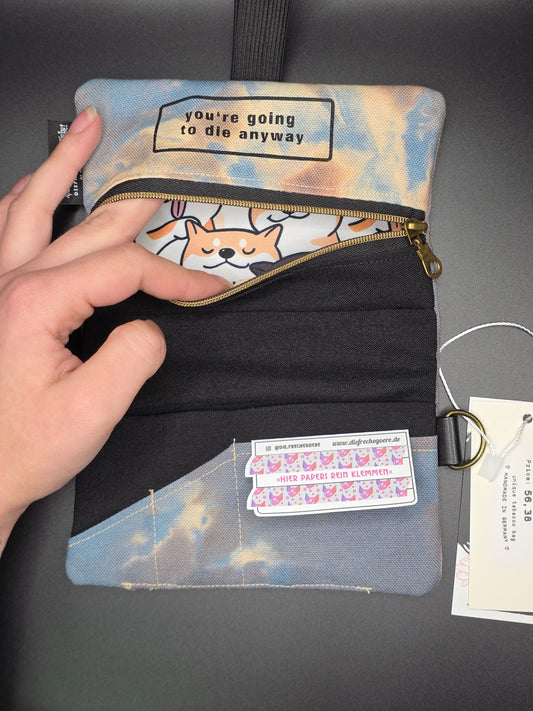 you're going
to die anyway
@DIE.FRECHEGOERE www.diefrechegoere.de
»HIER PAPERS REIN KLEMMEN«
Price: 56,38
unique tabacco bag
♡ HANDMADE IN GERMANY ♡